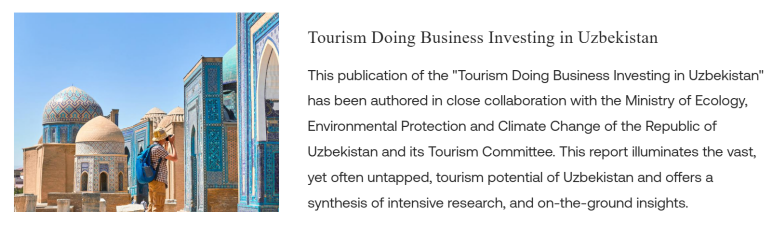 Tourism Doing Business Investing in Uzbekistan
This publication of the "Tourism Doing Business Investing in Uzbekistan"
has been authored in close collaboration with the Ministry of Ecology,
Environmental Protection and Climate Change of the Republic of
Uzbekistan and its Tourism Committee. This report illuminates the vast,
yet often untapped, tourism potential of Uzbekistan and offers a
synthesis of intensive research, and on-the-ground insights.